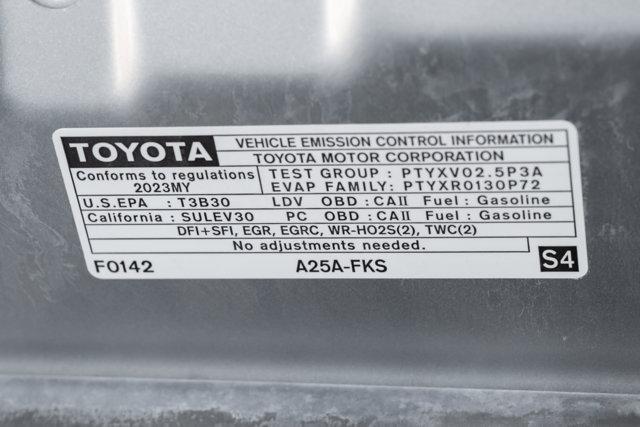 TOYOTA VEHICLE EMISSION CONTROL INFORMATION
TOYOTA MOTOR CORPORATION
Conforms to regulations TEST GROUP : PTYXV02.5P3A
2023MY EVAP FAMILY: PTYXR0130P72
U.S.EPA : T3B30 LDV OBD : CAII Fuel : Gasoline
California : SULEV30 PC OBD : CAII Fuel : Gasoline
DFI+SFI, EGR, EGRC, WR-HO2S(2), TWC(2)
No adjustments needed.
F0142 A25A-FKS S4